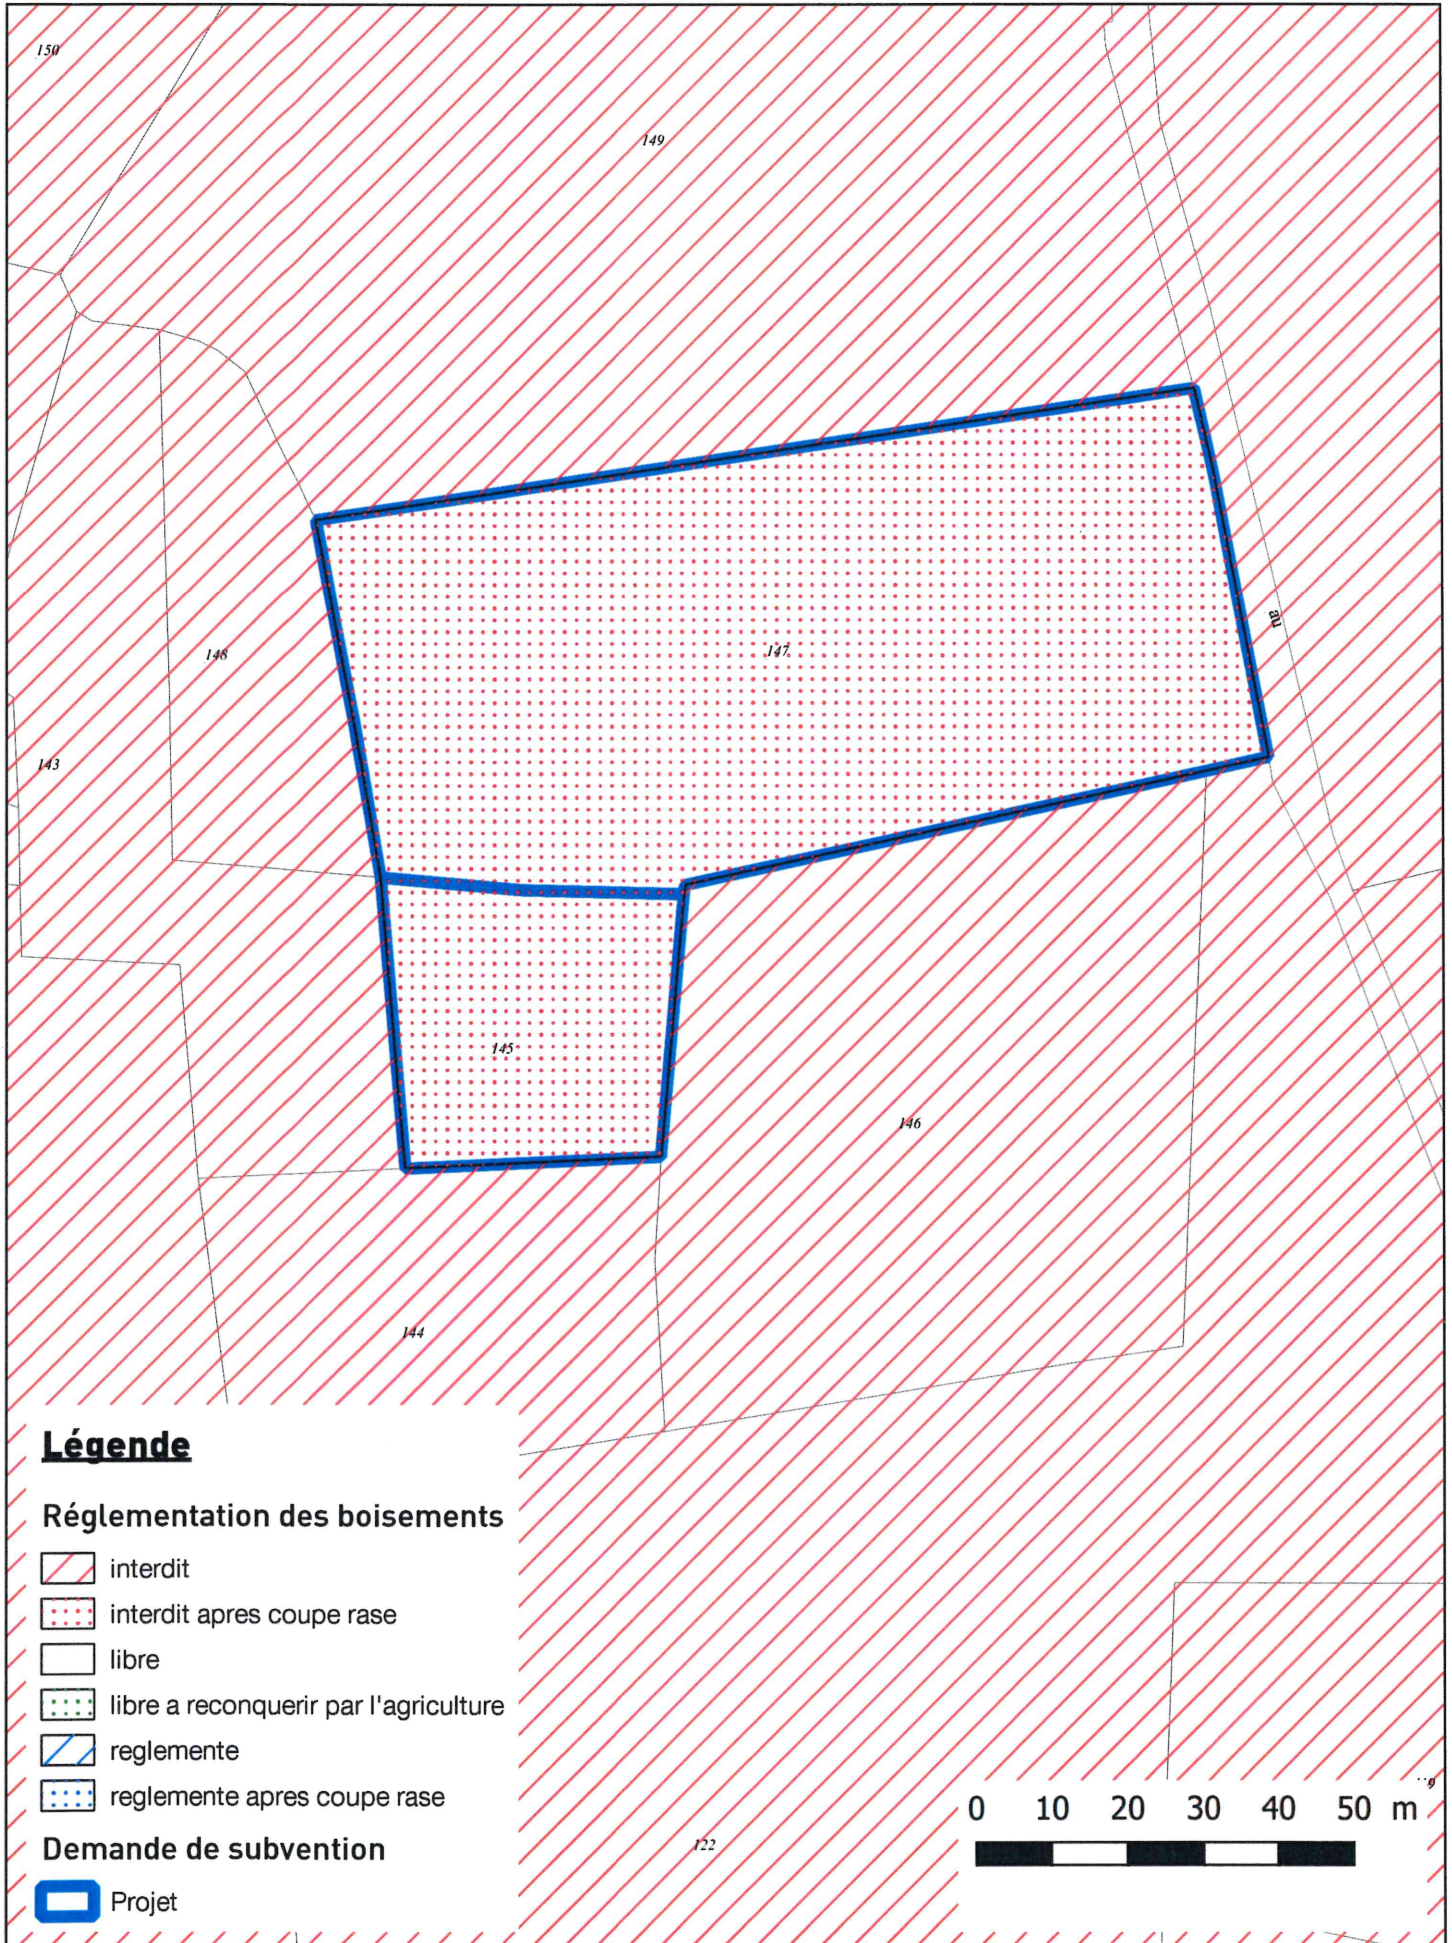 150
149
148
147
au
143
145
146
144
Légende
Réglementation des boisements
interdit
interdit apres coupe rase
libre
libre a reconquerir par l'agriculture
reglemente
reglemente apres coupe rase
Demande de subvention
Projet
0 10 20 30 40 50 m
122